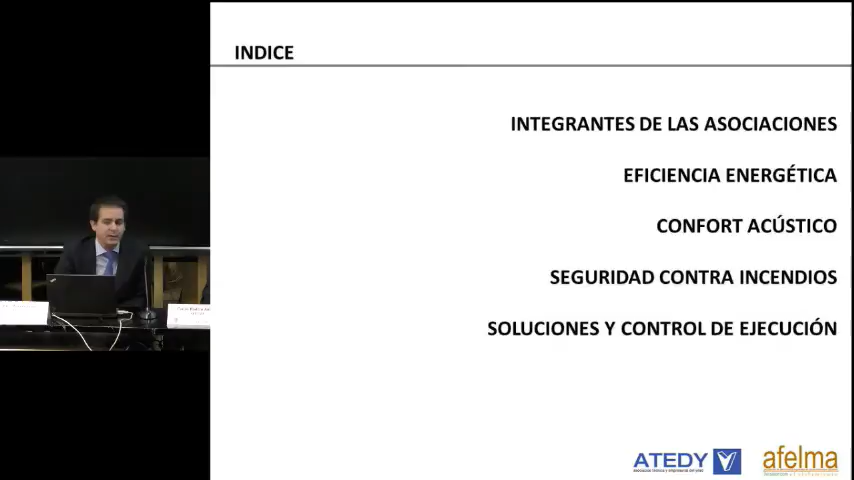 INDICE
INTEGRANTES DE LAS ASOCIACIONES
EFICIENCIA ENERGÉTICA
CONFORT ACÚSTICO
SEGURIDAD CONTRA INCENDIOS
SOLUCIONES Y CONTROL DE EJECUCIÓN
ATEDY
afelma